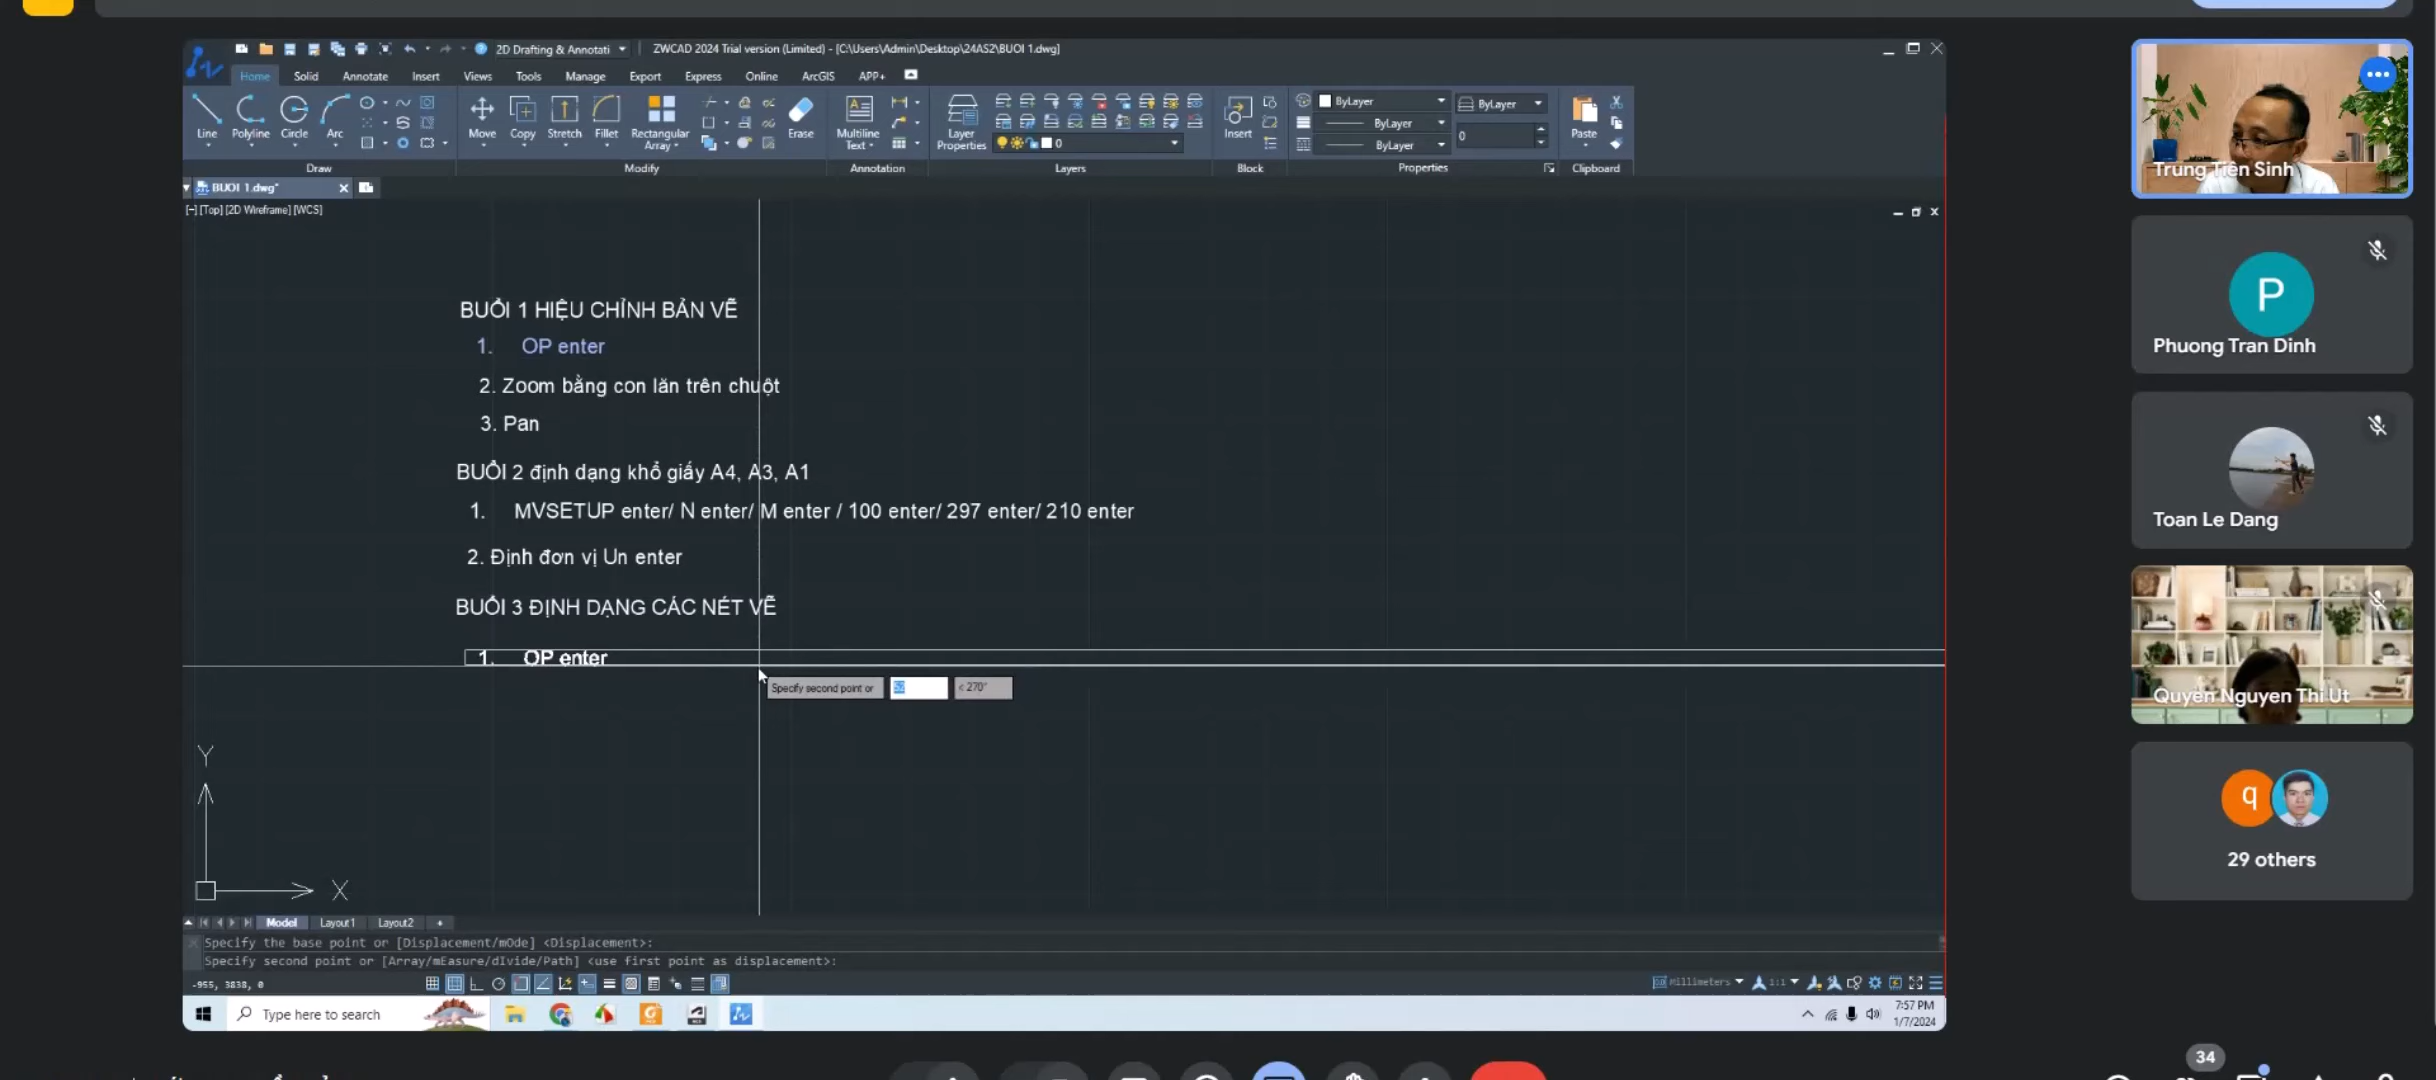 2D Drafting & Annotati
ZWCAD 2024 Trial version (Limited) - [C:\Users\Admin\Desktop\24AS2\BUOI 1.dwg]
Home Solid Annotate Insert Views Tools Manage Export Express Online ArcGIS APP+
Line Polyline Circle Arc
Move Copy Stretch Fillet Rectangular Array Erase
Multiline Text
Layer Properties
0
Insert
ByLayer
ByLayer
ByLayer
ByLayer
0
Paste
Draw Modify Annotation Layers Block Properties Clipboard
BUOI 1.dwg*
[-] [Top] [2D Wireframe] [WCS]
BUỔI 1 HIỆU CHỈNH BẢN VẼ
1. OP enter
2. Zoom bằng con lăn trên chuột
3. Pan
BUỔI 2 định dạng khổ giấy A4, A3, A1
1. MVSETUP enter/ N enter/ M enter / 100 enter/ 297 enter/ 210 enter
2. Định đơn vị Un enter
BUỔI 3 ĐỊNH DẠNG CÁC NÉT VẼ
1. OP enter
Specify second point or
< 270°
Y
X
Model Layout1 Layout2 +
Specify the base point or [Displacement/mOde] <Displacement>:
Specify second point or [Array/mEasure/dIvide/Path] <use first point as displacement>:
-955, 3838, 0
Millimeters
1:1
Type here to search
7:57 PM
1/7/2024
Trung Tiên Sinh
P
Phuong Tran Dinh
Toan Le Dang
Quyên Nguyen Thi Ut
q
29 others
34